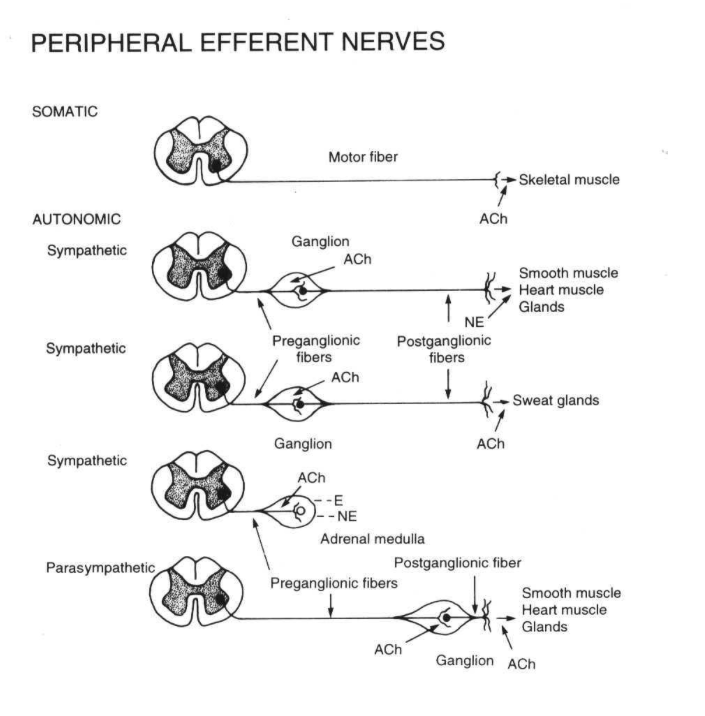 PERIPHERAL EFFERENT NERVES
SOMATIC
Motor fiber
Skeletal muscle
ACh
AUTONOMIC
Sympathetic
Ganglion
ACh
Smooth muscle
Heart muscle
Glands
NE
Preganglionic
fibers
Postganglionic
fibers
Sympathetic
ACh
Sweat glands
Ganglion
ACh
Sympathetic
ACh
E
NE
Adrenal medulla
Parasympathetic
Preganglionic fibers
Postganglionic fiber
Smooth muscle
Heart muscle
Glands
ACh
Ganglion
ACh